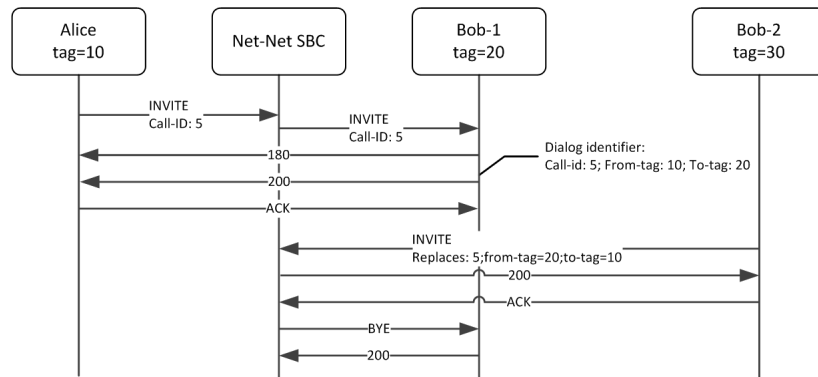 Alice
tag=10
Net-Net SBC
Bob-1
tag=20
Bob-2
tag=30
INVITE
Call-ID: 5
INVITE
Call-ID: 5
180
Dialog identifier:
Call-id: 5; From-tag: 10; To-tag: 20
200
ACK
INVITE
Replaces: 5;from-tag=20;to-tag=10
200
ACK
BYE
200